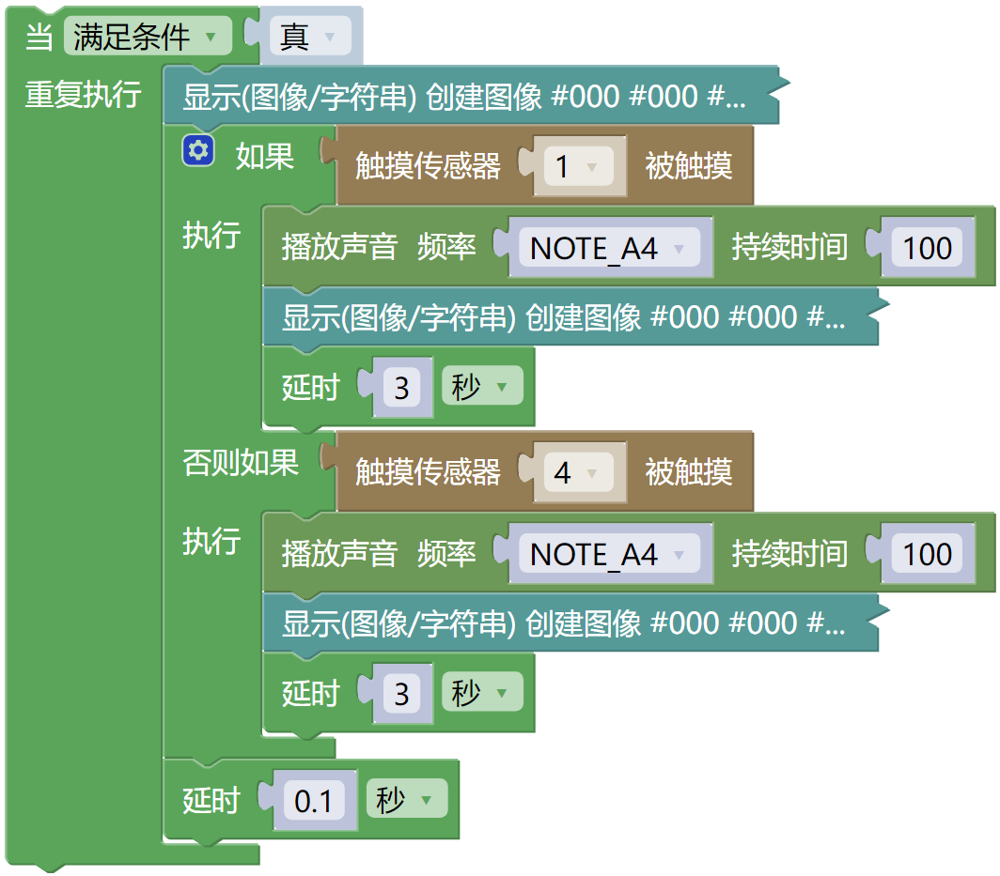 当 满足条件 真
重复执行 显示(图像/字符串) 创建图像 #000 #000 #...
如果 触摸传感器 1 被触摸
执行 播放声音 频率 NOTE_A4 持续时间 100
显示(图像/字符串) 创建图像 #000 #000 #...
延时 3 秒
否则如果 触摸传感器 4 被触摸
执行 播放声音 频率 NOTE_A4 持续时间 100
显示(图像/字符串) 创建图像 #000 #000 #...
延时 3 秒
延时 0.1 秒